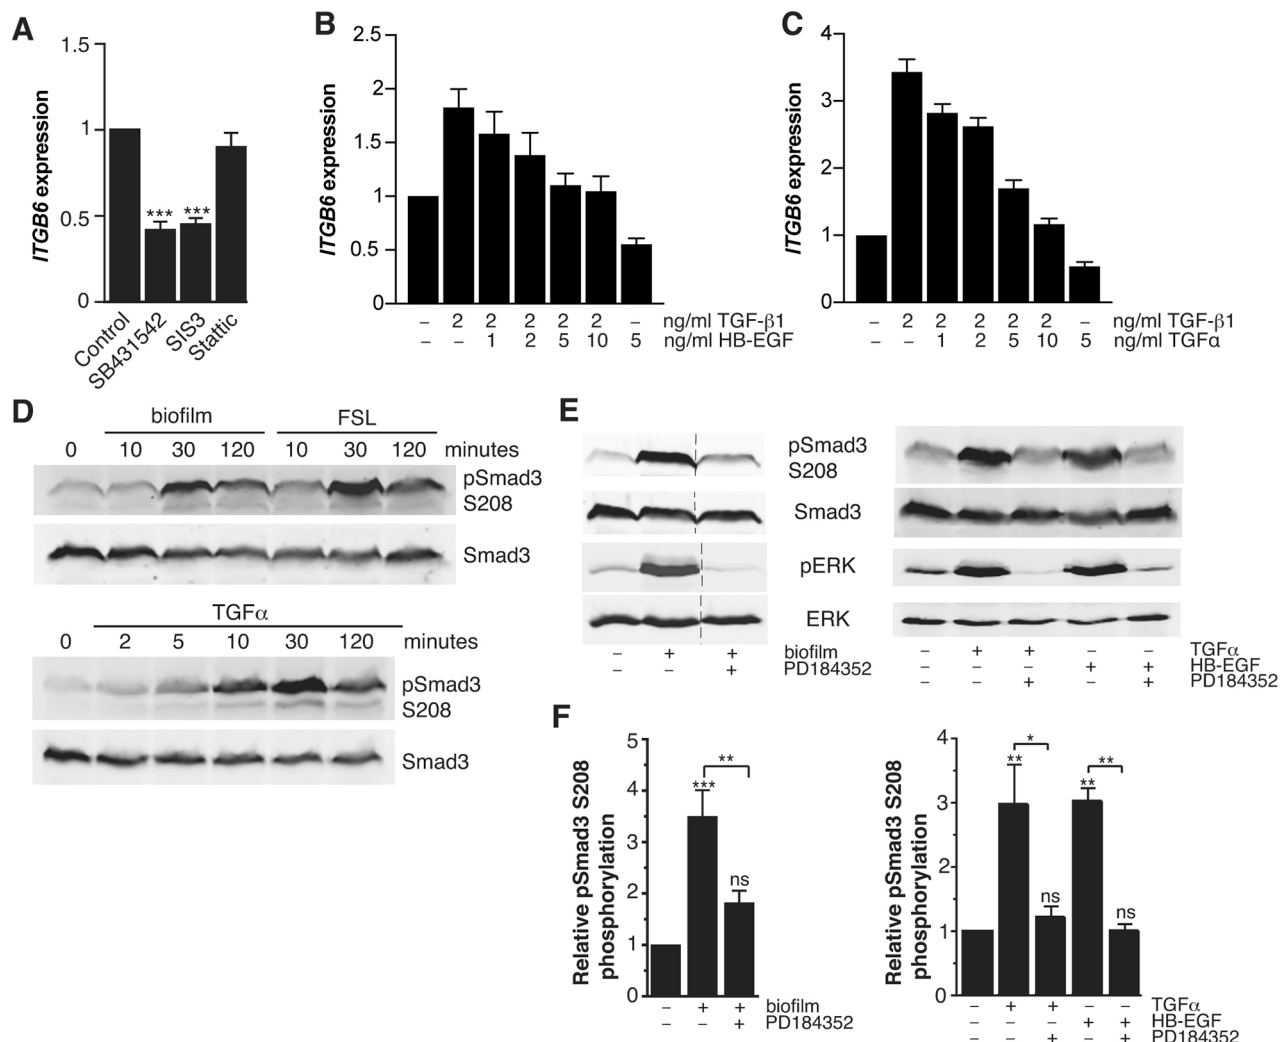 A
ITGB6 expression
1.5
1
0.5
0
*** ***
Control
SB431542
SIS3
Stattic
B
ITGB6 expression
2.5
2
1.5
1
0.5
0
– 2 2 2 2 2 – ng/ml TGF-β1
– – 1 2 5 10 5 ng/ml HB-EGF
C
ITGB6 expression
4
3
2
1
0
– 2 2 2 2 2 – ng/ml TGF-β1
– – 1 2 5 10 5 ng/ml TGFα
D
biofilm FSL
0 10 30 120 10 30 120 minutes
pSmad3
S208
Smad3
TGFα
0 2 5 10 30 120 minutes
pSmad3
S208
Smad3
E
pSmad3
S208
Smad3
pERK
ERK
– + + biofilm
– – + PD184352
– + + – – TGFα
– – – + + HB-EGF
– – + – + PD184352
F
Relative pSmad3 S208
phosphorylation
5
4
3
2
1
0
**
***
ns
– + + biofilm
– – + PD184352
Relative pSmad3 S208
phosphorylation
4
3
2
1
0
*
**
**
**
ns
ns
– + + – – TGFα
– – – + + HB-EGF
– – + – + PD184352